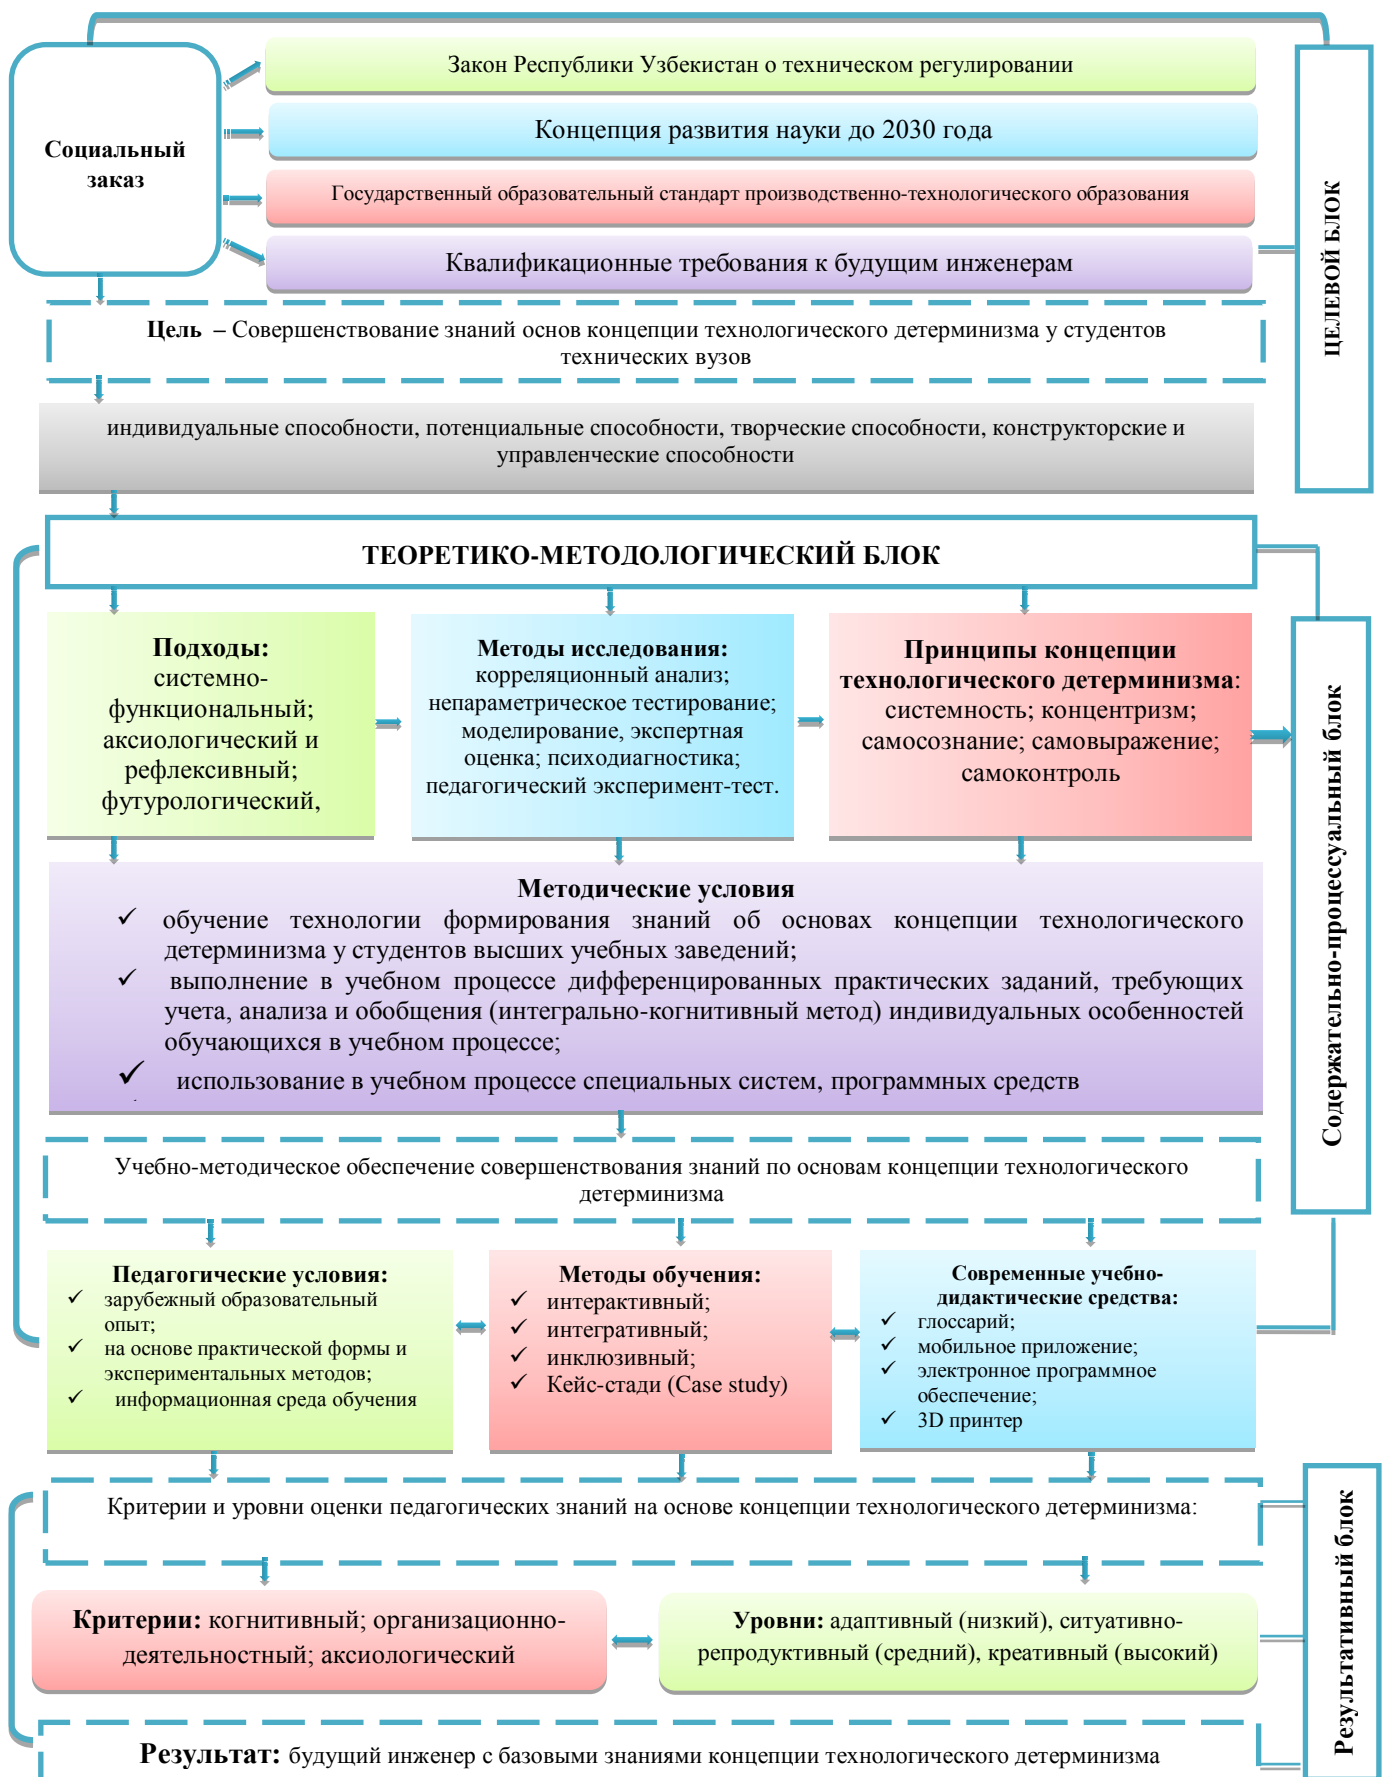 Социальный
заказ
Закон Республики Узбекистан о техническом регулировании
Концепция развития науки до 2030 года
Государственный образовательный стандарт производственно-технологического образования
Квалификационные требования к будущим инженерам
ЦЕЛЕВОЙ БЛОК
Цель – Совершенствование знаний основ концепции технологического детерминизма у студентов
технических вузов
индивидуальные способности, потенциальные способности, творческие способности, конструкторские и
управленческие способности
ТЕОРЕТИКО-МЕТОДОЛОГИЧЕСКИЙ БЛОК
Подходы:
системно-
функциональный;
аксиологический и
рефлексивный;
футурологический,
Методы исследования:
корреляционный анализ;
непараметрическое тестирование;
моделирование, экспертная
оценка; психодиагностика;
педагогический эксперимент-тест.
Принципы концепции
технологического детерминизма:
системность; концентризм;
самосознание; самовыражение;
самоконтроль
Содержательно-процессуальный блок
Методические условия
✓ обучение технологии формирования знаний об основах концепции технологического
детерминизма у студентов высших учебных заведений;
✓ выполнение в учебном процессе дифференцированных практических заданий, требующих
учета, анализа и обобщения (интегрально-когнитивный метод) индивидуальных особенностей
обучающихся в учебном процессе;
✓ использование в учебном процессе специальных систем, программных средств
Учебно-методическое обеспечение совершенствования знаний по основам концепции технологического
детерминизма
Педагогические условия:
✓ зарубежный образовательный
опыт;
✓ на основе практической формы и
экспериментальных методов;
✓ информационная среда обучения
Методы обучения:
✓ интерактивный;
✓ интегративный;
✓ инклюзивный;
✓ Кейс-стади (Case study)
Современные учебно-
дидактические средства:
✓ глоссарий;
✓ мобильное приложение;
✓ электронное программное
обеспечение;
✓ 3D принтер
Критерии и уровни оценки педагогических знаний на основе концепции технологического детерминизма:
Критерии: когнитивный; организационно-
деятельностный; аксиологический
Уровни: адаптивный (низкий), ситуативно-
репродуктивный (средний), креативный (высокий)
Результативный блок
Результат: будущий инженер с базовыми знаниями концепции технологического детерминизма